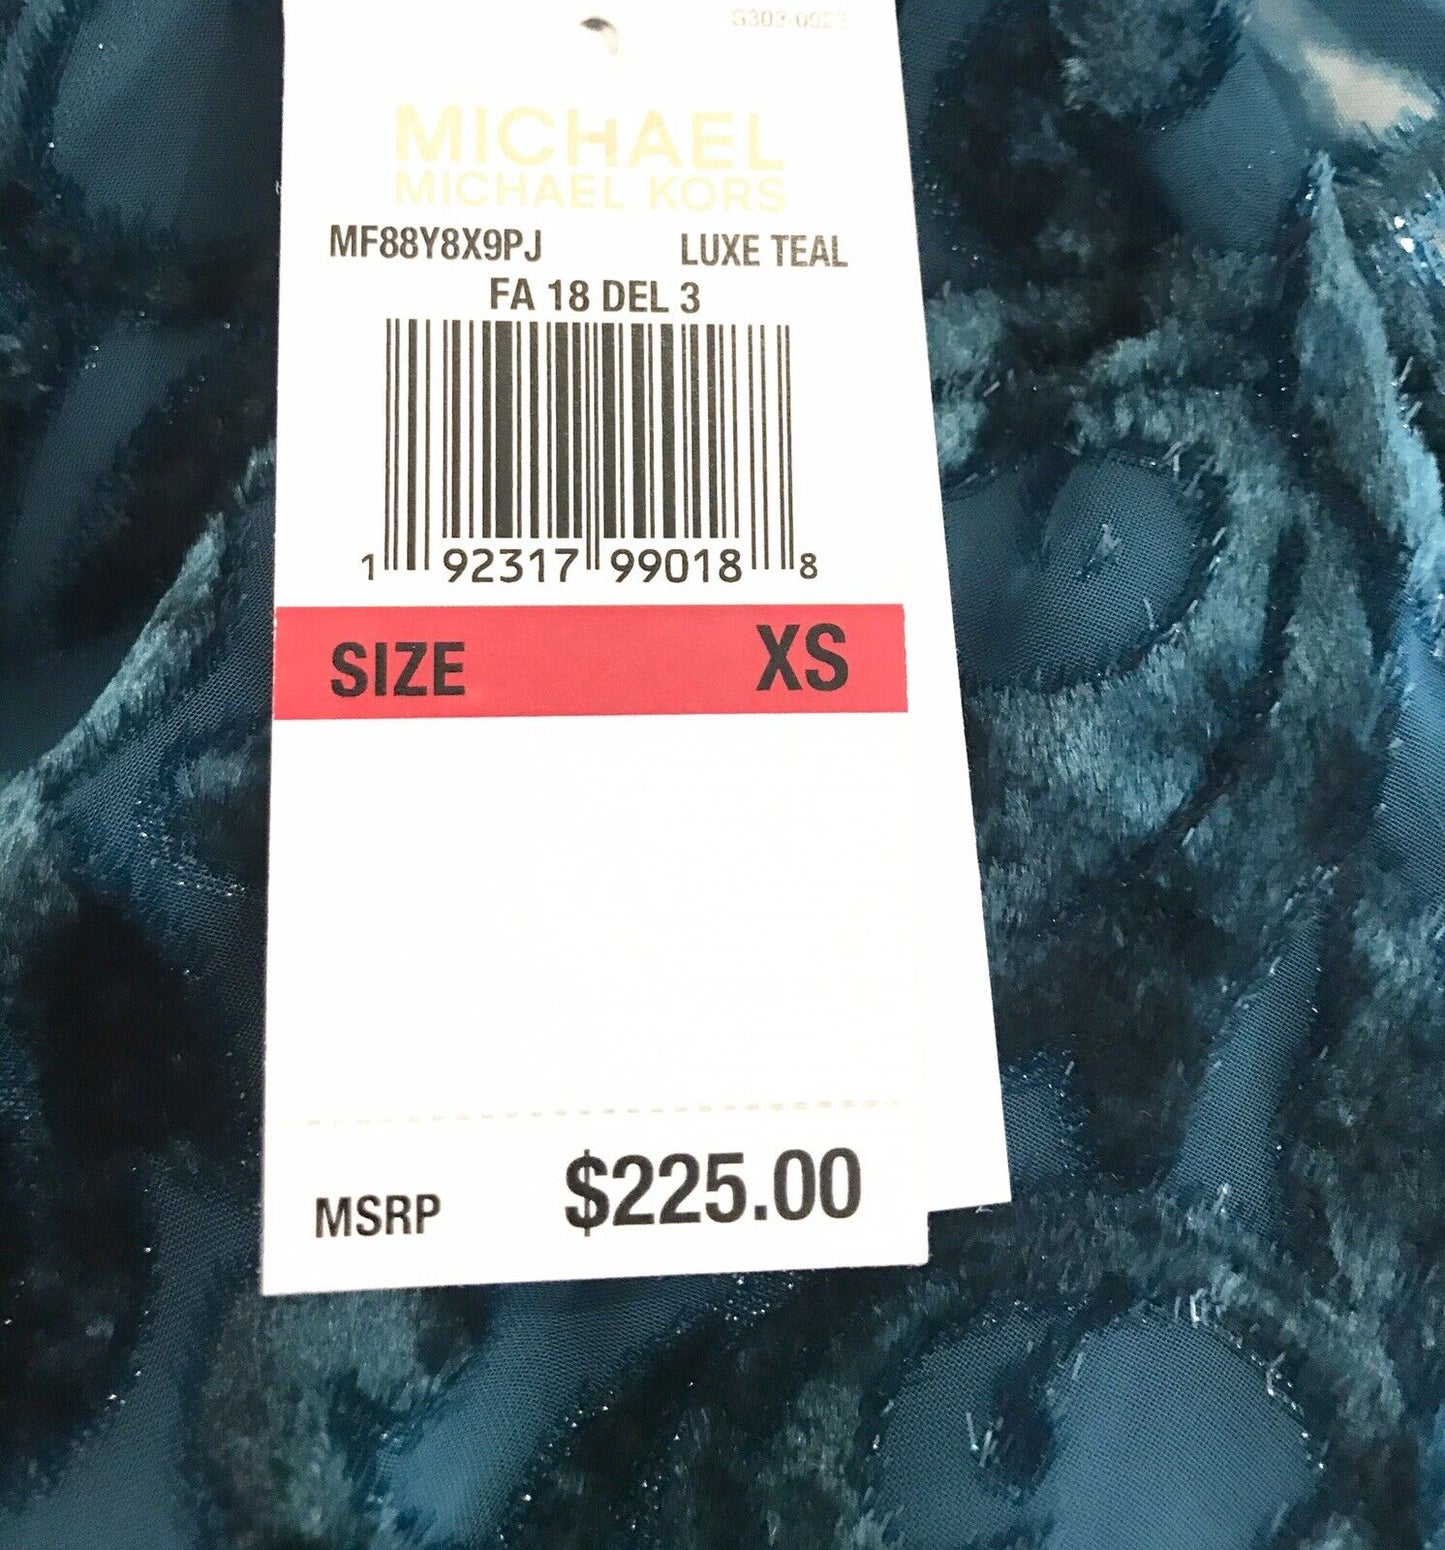 MICHAEL
MICHAEL KORS
MF88Y8X9PJ LUXE TEAL
FA 18 DEL 3
1 92317 99018 8
SIZE XS
MSRP $225.00